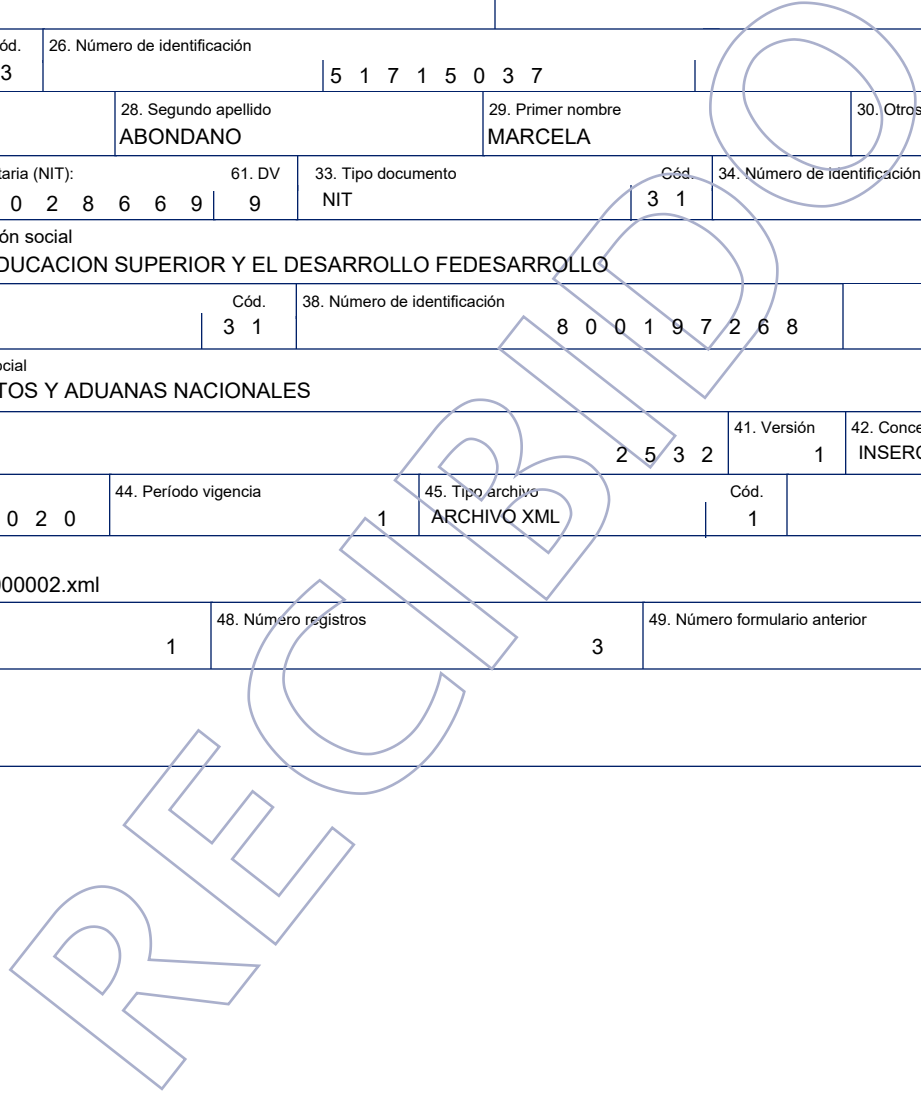 ód. 26. Número de identificación
3 5 1 7 1 5 0 3 7
28. Segundo apellido 29. Primer nombre 30. Otros
ABONDANO MARCELA
taria (NIT): 61. DV 33. Tipo documento Cód. 34. Número de identificación
0 2 8 6 6 9 9 NIT 3 1
ón social
DUCACION SUPERIOR Y EL DESARROLLO FEDESARROLLO
Cód. 38. Número de identificación
3 1 8 0 0 1 9 7 2 6 8
ocial
TOS Y ADUANAS NACIONALES
41. Versión 42. Conce
2 5 3 2 1 INSERC
44. Período vigencia 45. Tipo archivo Cód.
0 2 0 1 ARCHIVO XML 1
00002.xml
48. Número registros 49. Número formulario anterior
1 3
RECIBIDO